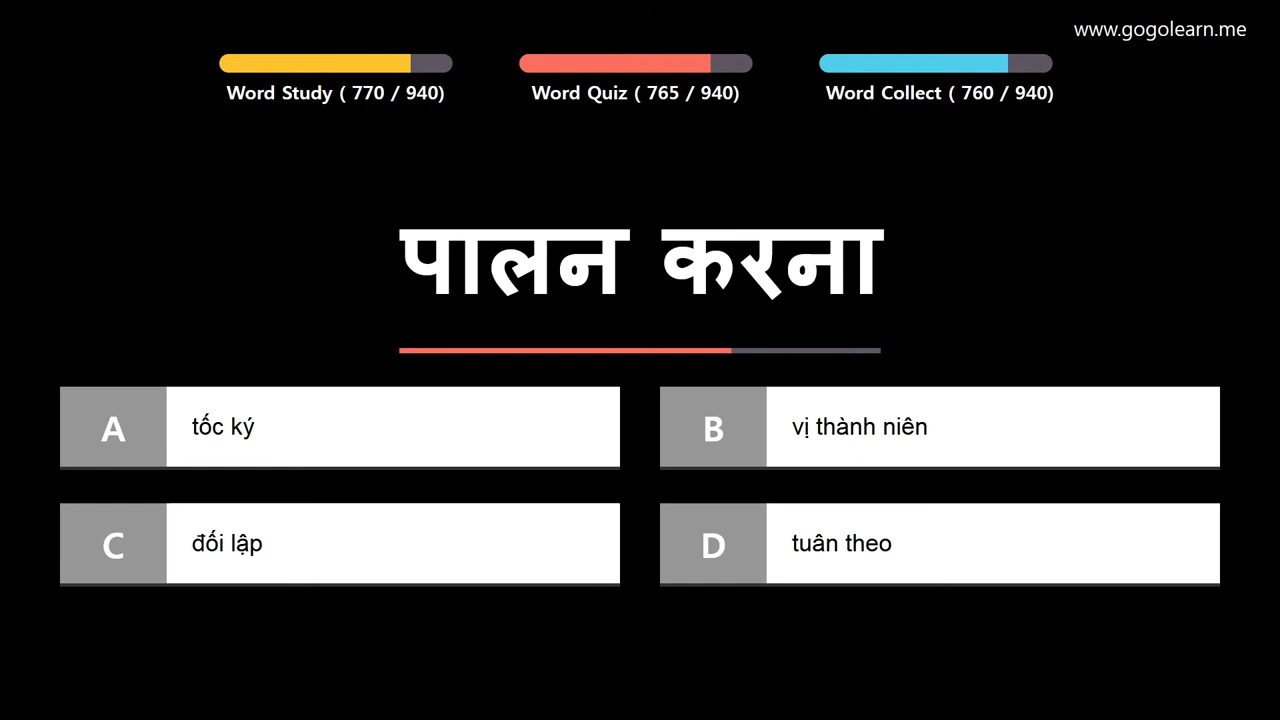 www.gogolearn.me
Word Study ( 770 / 940)
Word Quiz ( 765 / 940)
Word Collect ( 760 / 940)
पालन करना
A tốc ký
B vị thành niên
C đối lập
D tuân theo